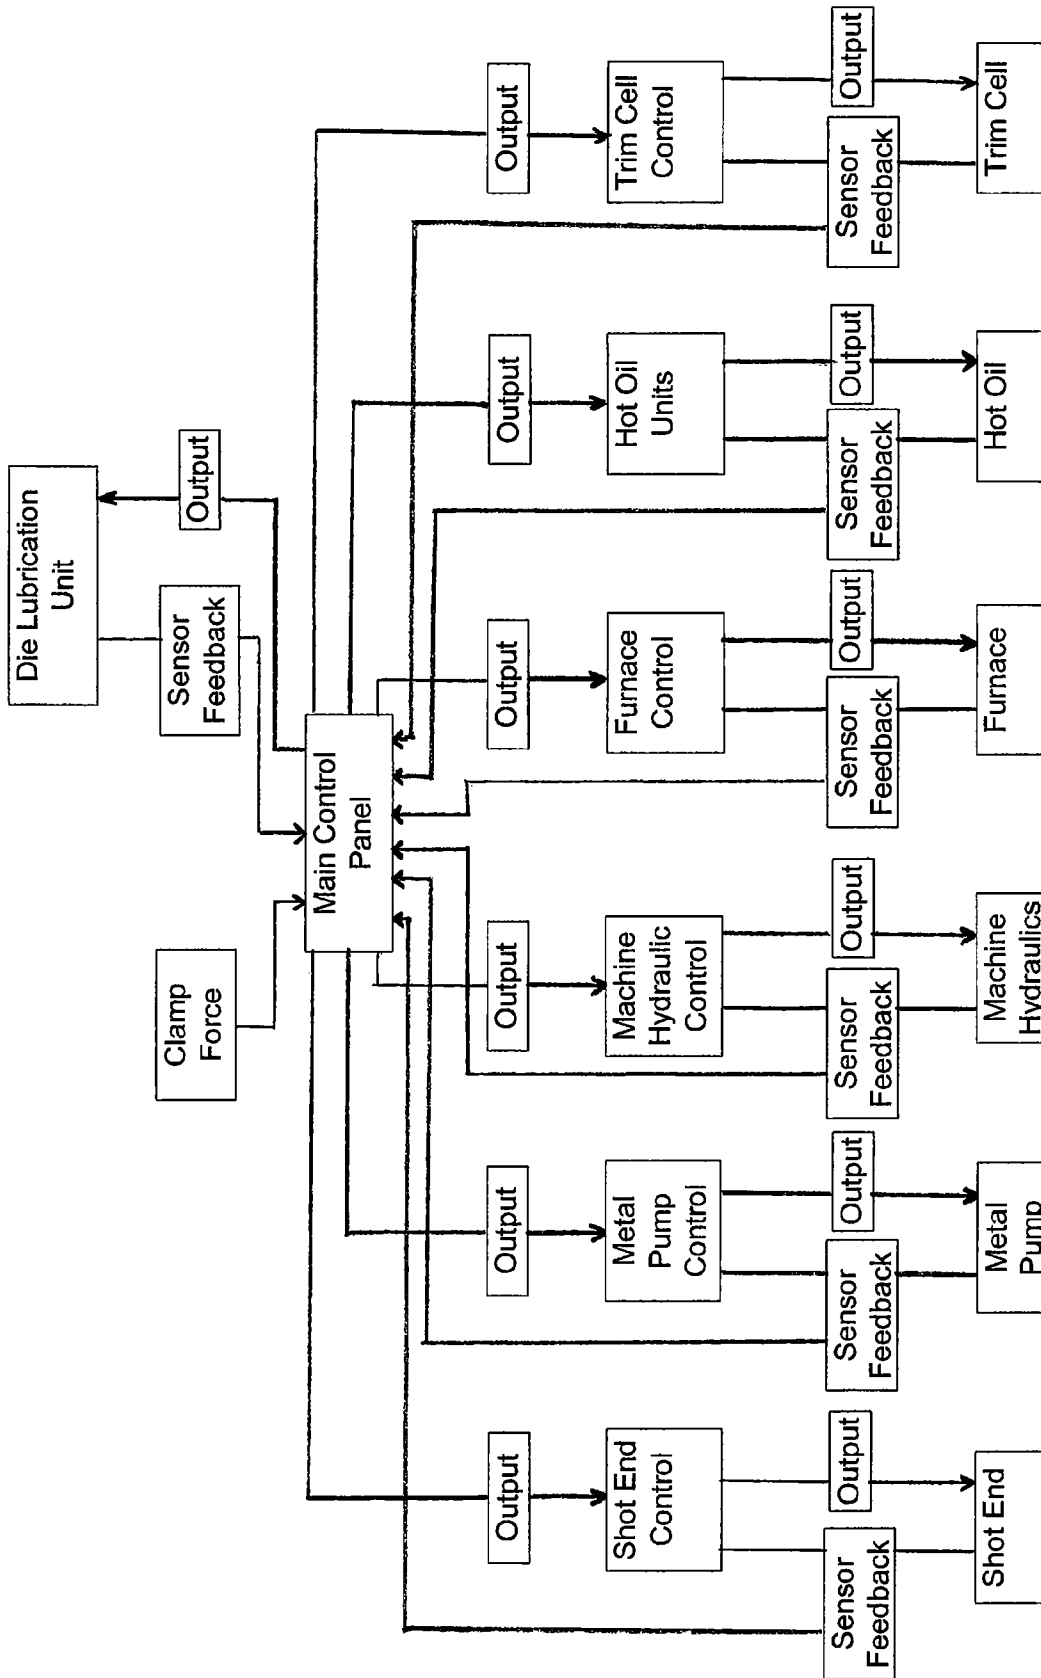 Die Lubrication
Unit
Clamp
Force
Sensor
Feedback
Output
Main Control
Panel
Output
Output
Output
Output
Output
Output
Shot End
Control
Metal
Pump
Control
Machine
Hydraulic
Control
Furnace
Control
Hot Oil
Units
Trim Cell
Control
Sensor
Feedback
Output
Sensor
Feedback
Output
Sensor
Feedback
Output
Sensor
Feedback
Output
Sensor
Feedback
Output
Sensor
Feedback
Output
Shot End
Metal
Pump
Machine
Hydraulics
Furnace
Hot Oil
Trim Cell